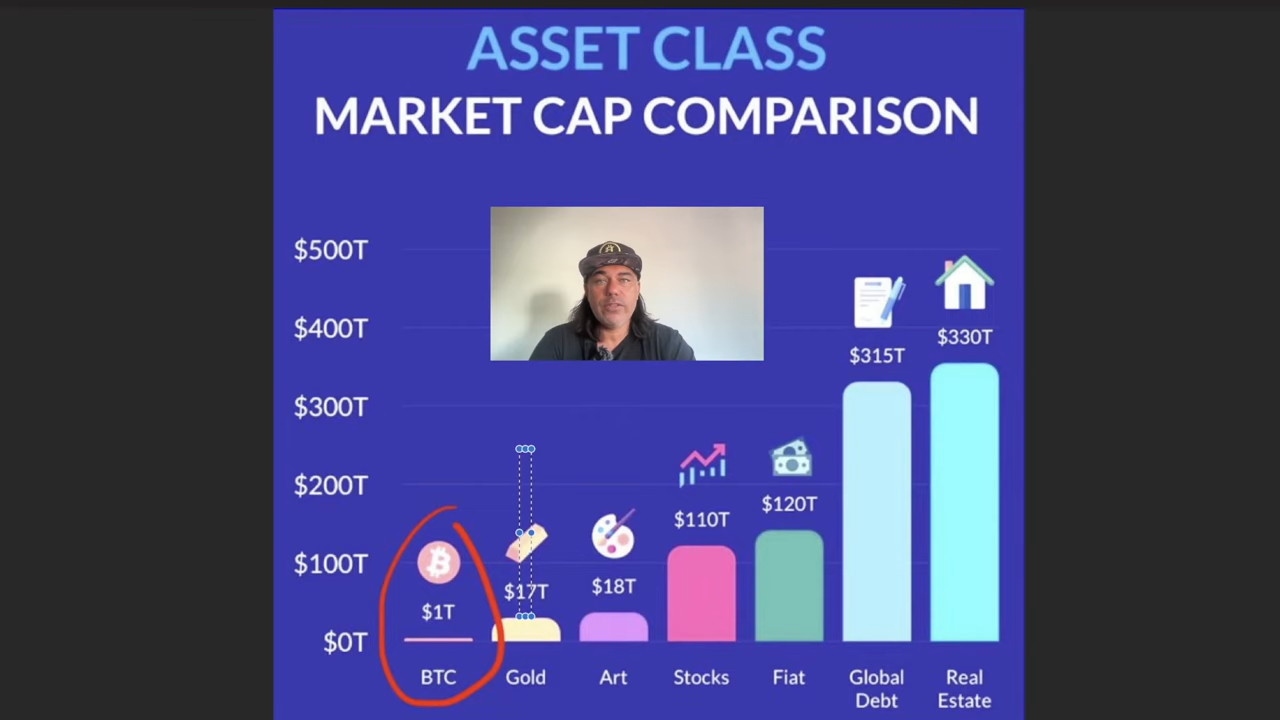 ASSET CLASS
MARKET CAP COMPARISON
$500T
$400T
$300T
$200T
$100T
$0T
$1T
$17T
$18T
$110T
$120T
$315T
$330T
BTC
Gold
Art
Stocks
Fiat
Global
Debt
Real
Estate